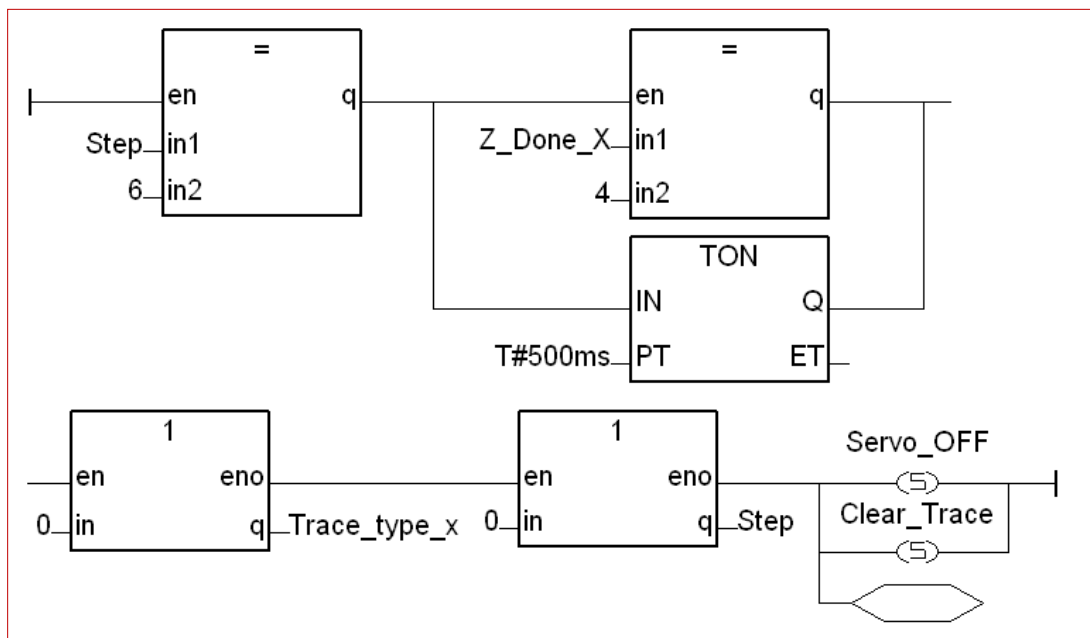 = =
en q en q
Step in1 Z_Done_X in1
6 in2 4 in2
TON
IN Q
T#500ms PT ET
1 1
Servo_OFF
en eno en eno
S
0 in q Trace_type_x 0 in q Step Clear_Trace
S